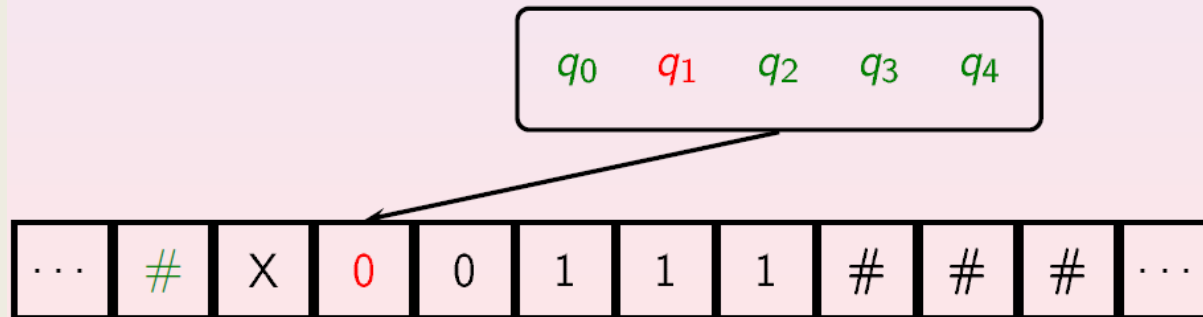 q₀ q₁ q₂ q₃ q₄
... # X 0 0 1 1 1 # # # ...